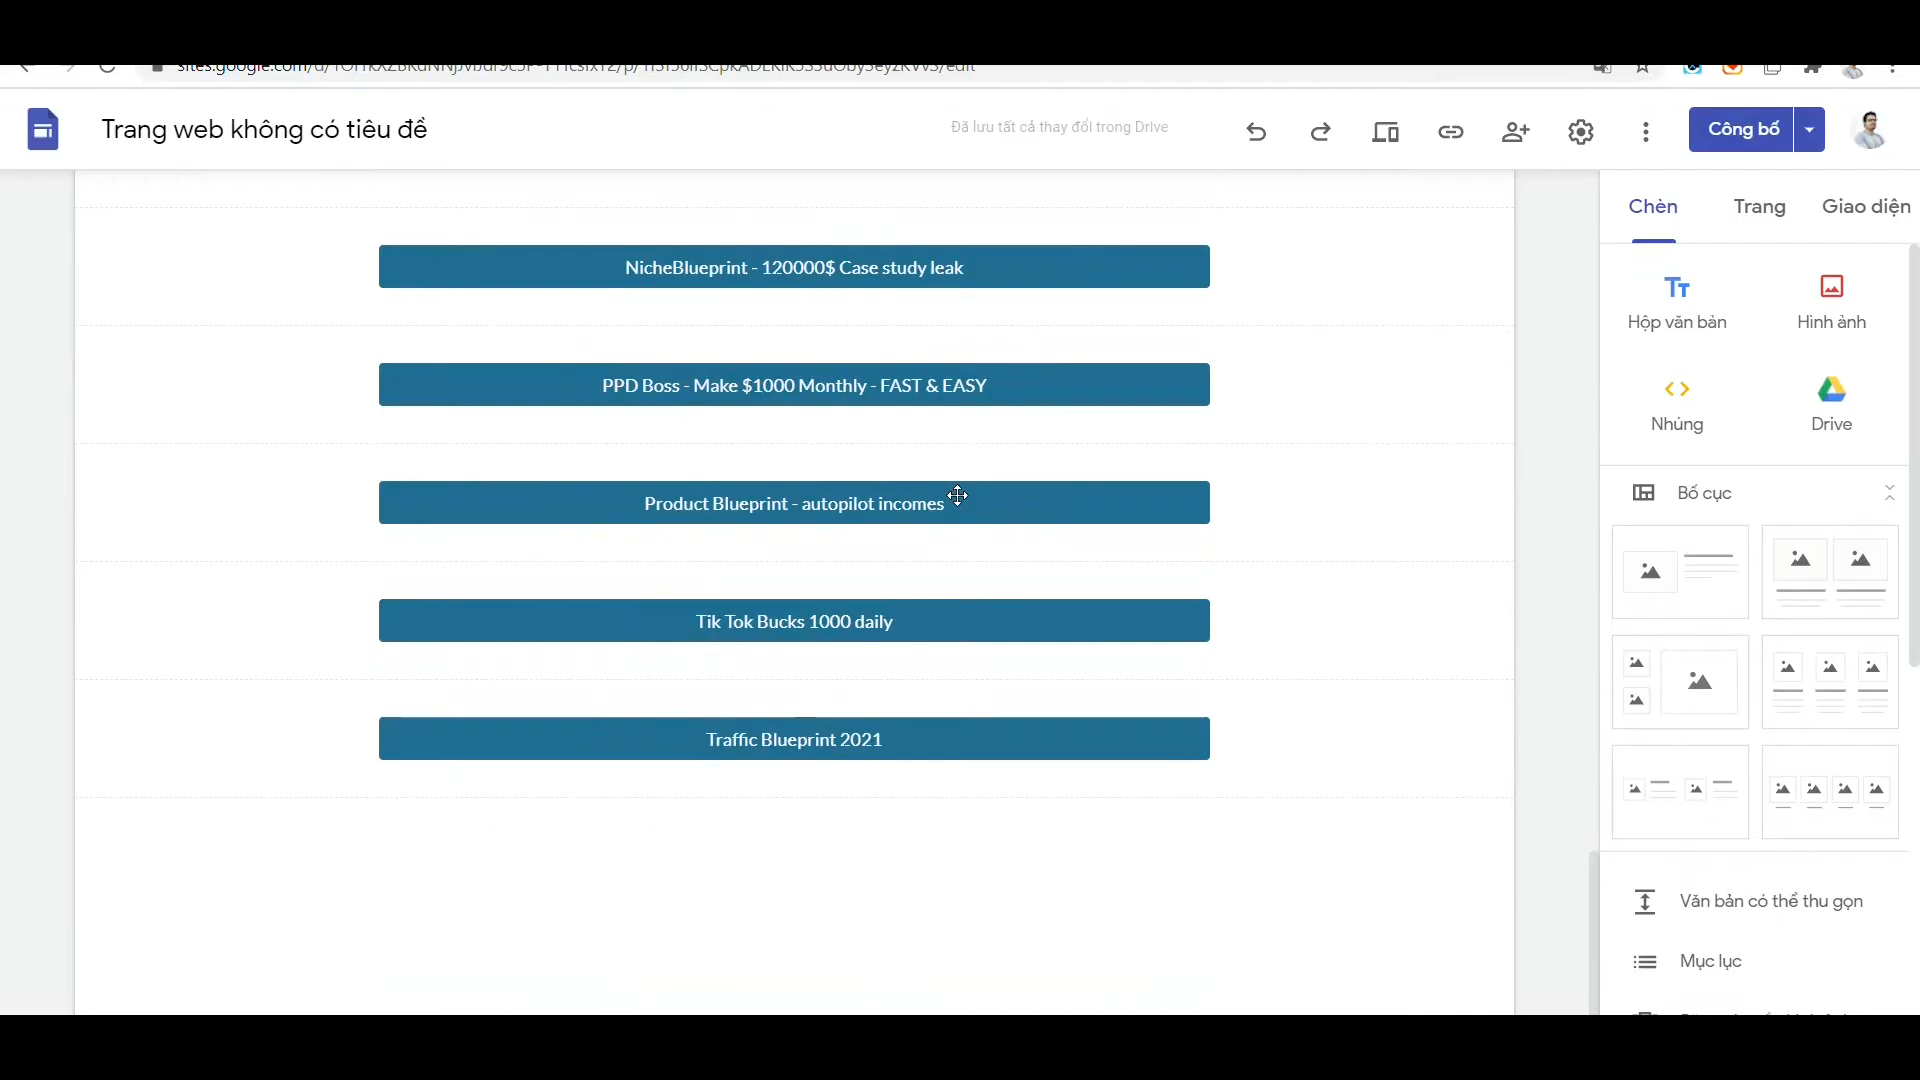 Trang web không có tiêu đề
Đã lưu tất cả thay đổi trong Drive
Công bố
Chèn
Trang
Giao diện
NicheBlueprint - 120000$ Case study leak
PPD Boss - Make $1000 Monthly - FAST & EASY
Product Blueprint - autopilot incomes
Tik Tok Bucks 1000 daily
Traffic Blueprint 2021
Hộp văn bản
Hình ảnh
Nhúng
Drive
Bố cục
Văn bản có thể thu gọn
Mục lục